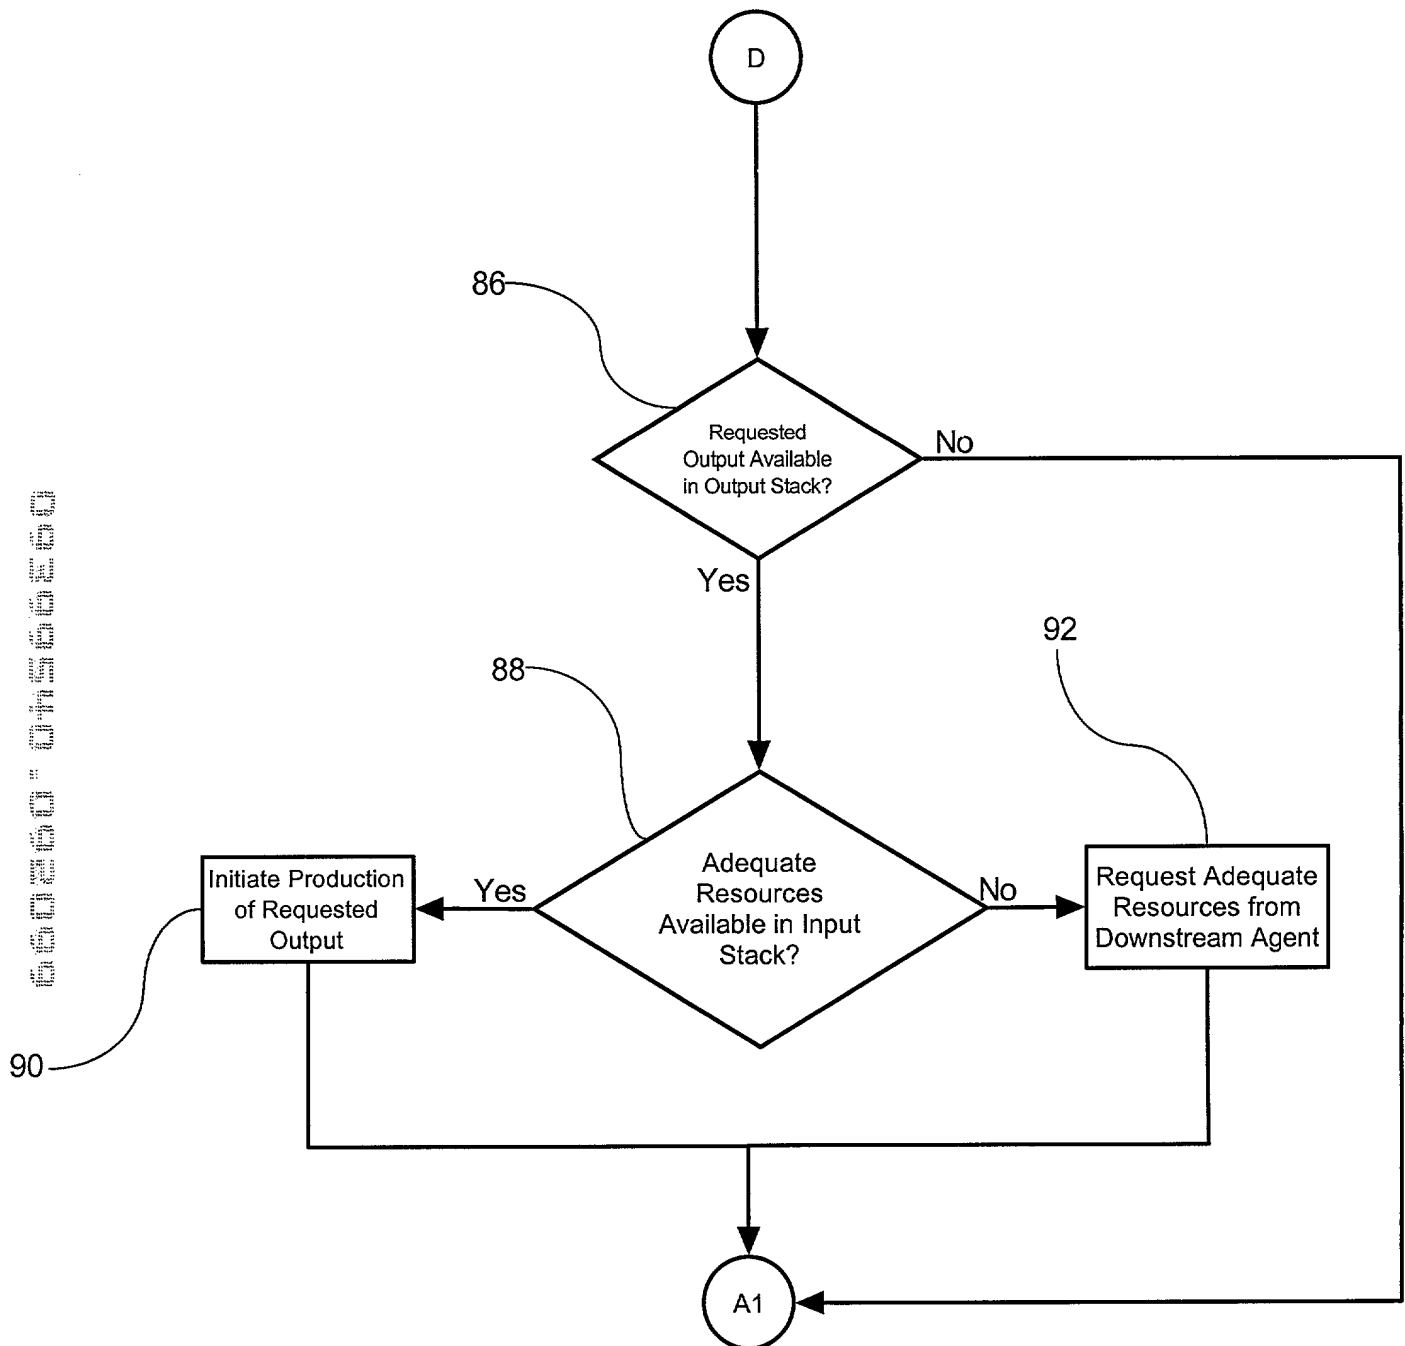 D
86
Requested
Output Available
in Output Stack?
No
Yes
92
88
Adequate
Resources
Available in Input
Stack?
Yes
No
Initiate Production
of Requested
Output
Request Adequate
Resources from
Downstream Agent
90
A1